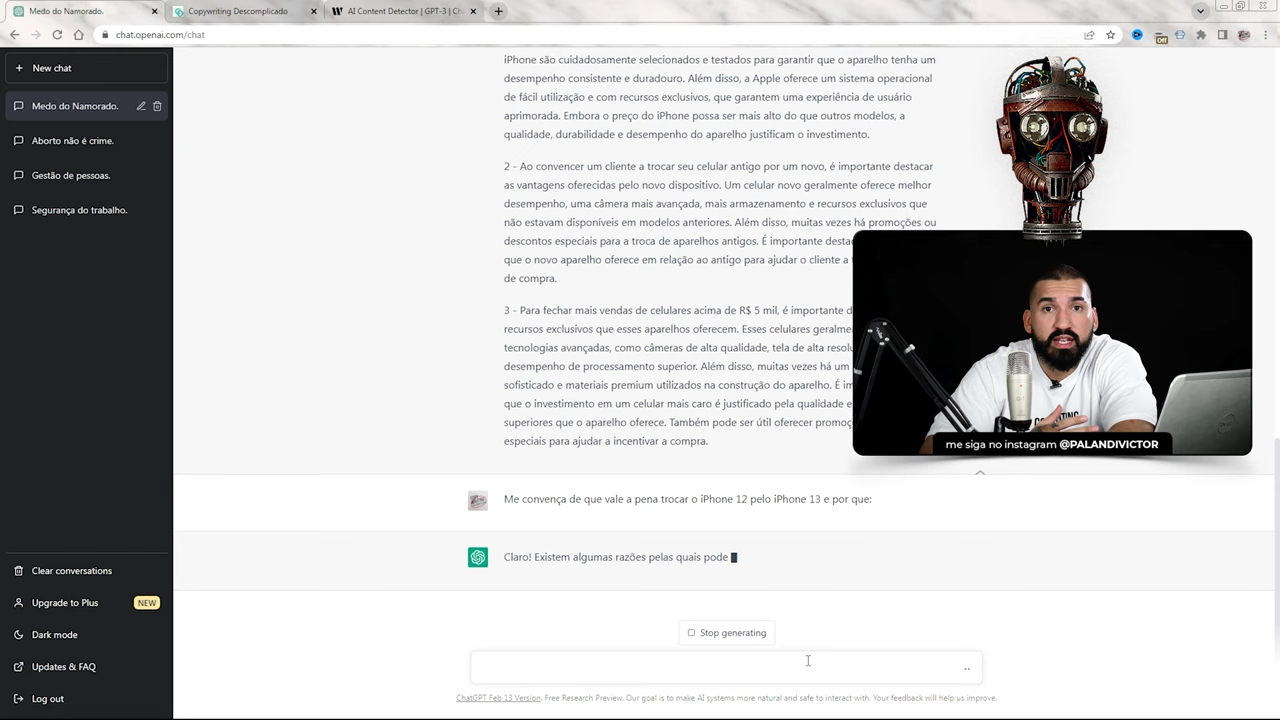 Medo do Namorado.
Copywriting Descomplicado
AI Content Detector | GPT-3 | Ch
chat.openai.com/chat
Off
New chat
Medo do Namorado.
Aborto não é crime.
Gestão de pessoas.
Segurança do trabalho.
Clear conversations
Upgrade to Plus
NEW
Dark mode
Updates & FAQ
Log out
iPhone são cuidadosamente selecionados e testados para garantir que o aparelho tenha um
desempenho consistente e duradouro. Além disso, a Apple oferece um sistema operacional
de fácil utilização e com recursos exclusivos, que garantem uma experiência de usuário
aprimorada. Embora o preço do iPhone possa ser mais alto do que outros modelos, a
qualidade, durabilidade e desempenho do aparelho justificam o investimento.
2 - Ao convencer um cliente a trocar seu celular antigo por um novo, é importante destacar
as vantagens oferecidas pelo novo dispositivo. Um celular novo geralmente oferece melhor
desempenho, uma câmera mais avançada, mais armazenamento e recursos exclusivos que
não estavam disponíveis em modelos anteriores. Além disso, muitas vezes há promoções ou
descontos especiais para a troca de aparelhos antigos. É importante desta
que o novo aparelho oferece em relação ao antigo para ajudar o cliente a
de compra.
3 - Para fechar mais vendas de celulares acima de R$ 5 mil, é importante d
recursos exclusivos que esses aparelhos oferecem. Esses celulares geralme
tecnologias avançadas, como câmeras de alta qualidade, tela de alta resolu
desempenho de processamento superior. Além disso, muitas vezes há um
sofisticado e materiais premium utilizados na construção do aparelho. É im
que o investimento em um celular mais caro é justificado pela qualidade e
superiores que o aparelho oferece. Também pode ser útil oferecer promoç
especiais para ajudar a incentivar a compra.
me siga no instagram @PALANDIVICTOR
Me convença de que vale a pena trocar o iPhone 12 pelo iPhone 13 e por que:
Claro! Existem algumas razões pelas quais pode
Stop generating
ChatGPT Feb 13 Version. Free Research Preview. Our goal is to make AI systems more natural and safe to interact with. Your feedback will help us improve.